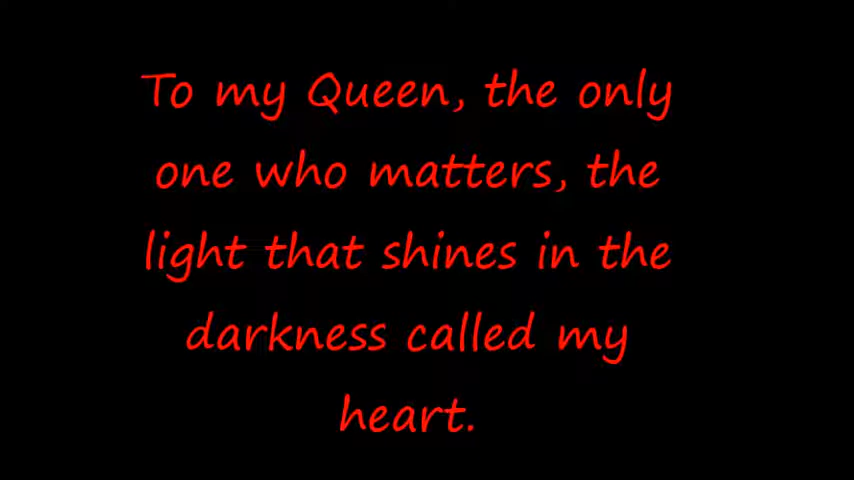 To my Queen, the only
one who matters, the
light that shines in the
darkness called my
heart.